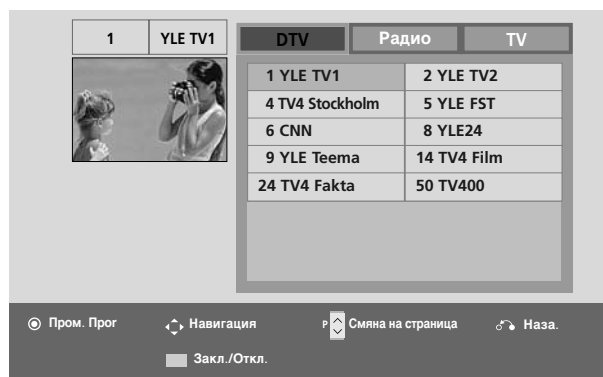 1 YLE TV1
DTV Радио TV
1 YLE TV1 2 YLE TV2
4 TV4 Stockholm 5 YLE FST
6 CNN 8 YLE24
9 YLE Teema 14 TV4 Film
24 TV4 Fakta 50 TV400
Пром. Прог Навигация P Смяна на страница Наза.
Закл./Откл.